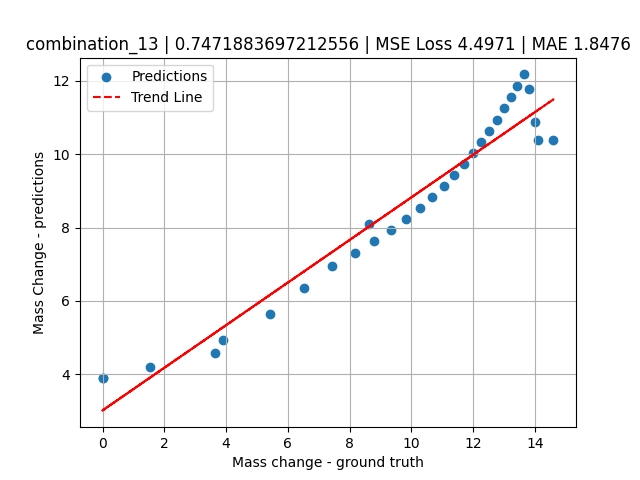 combination_13 | 0.7471883697212556 | MSE Loss 4.4971 | MAE 1.8476
Predictions
Trend Line
Mass Change - predictions
12
10
8
6
4
0 2 4 6 8 10 12 14
Mass change - ground truth